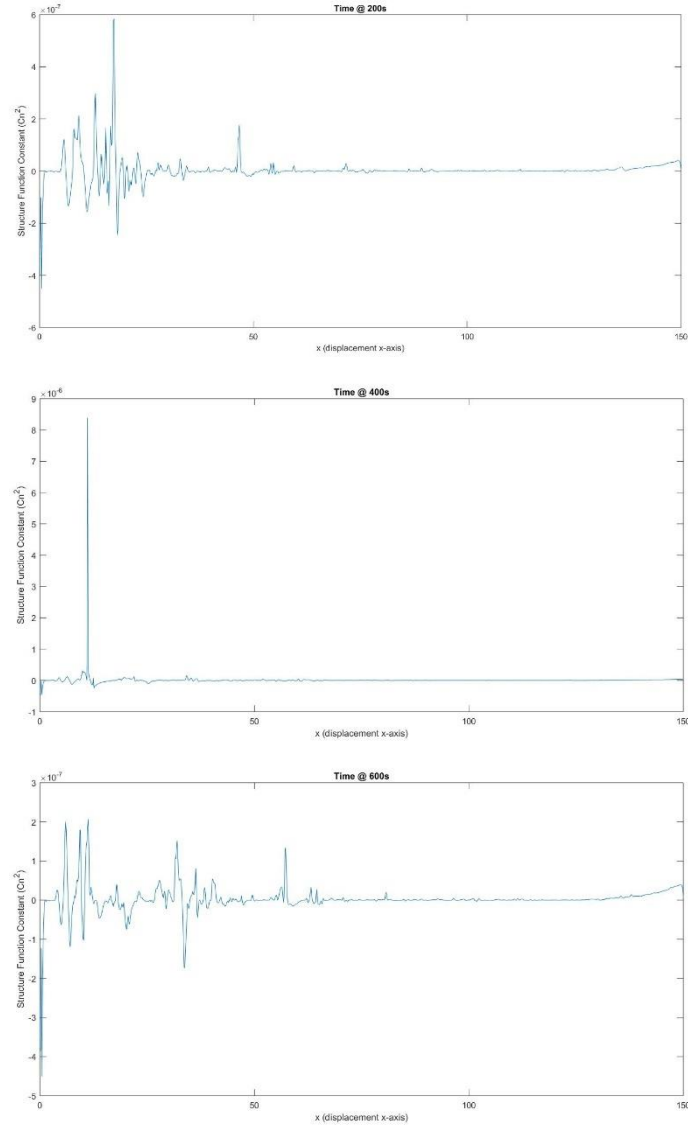 Time @ 200s
×10⁻⁷
6
4
2
0
-2
-4
-6
Structure Function Constant (Cn²)
0 50 100 150
x (displacement x-axis)
Time @ 400s
×10⁻⁶
9
8
7
6
5
4
3
2
1
0
-1
Structure Function Constant (Cn²)
0 50 100 150
x (displacement x-axis)
Time @ 600s
×10⁻⁷
3
2
1
0
-1
-2
-3
-4
-5
Structure Function Constant (Cn²)
0 50 100 150
x (displacement x-axis)